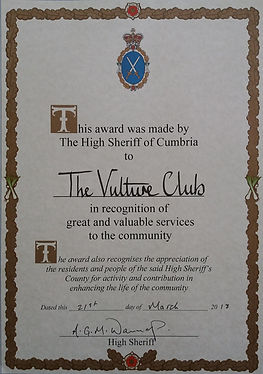 This award was made by
The High Sheriff of Cumbria
to
The Vulture Club
in recognition of
great and valuable services
to the community
The award also recognises the appreciation of
the residents and people of the said High Sheriff's
County for activity and contribution in
enhancing the life of the community
Dated this 21st day of March 2017
High Sheriff